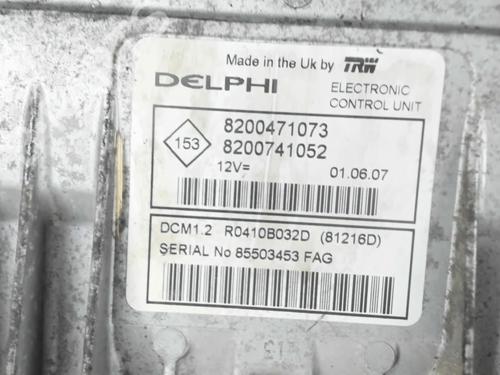 Made in the Uk by TRW
DELPHI
ELECTRONIC
CONTROL UNIT
153
8200471073
8200741052
12V=
01.06.07
DCM1.2 R0410B032D (81216D)
SERIAL No 85503453 FAG